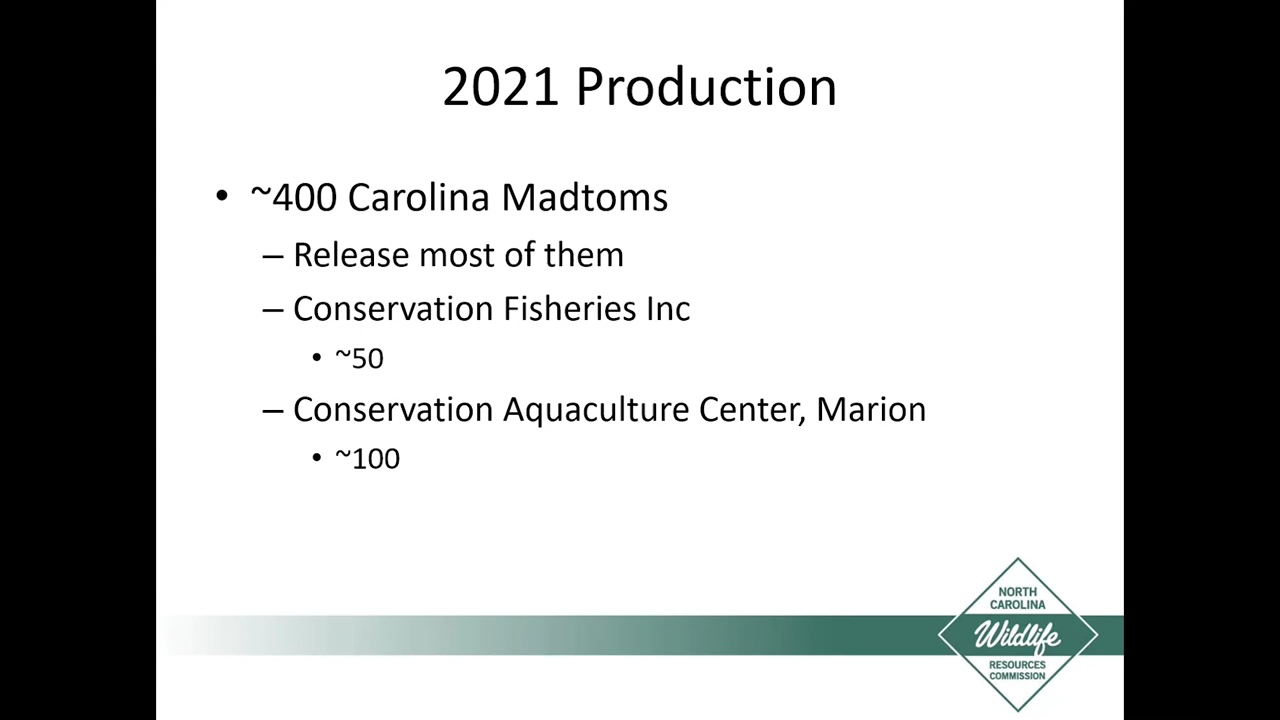 2021 Production
• ~400 Carolina Madtoms
– Release most of them
– Conservation Fisheries Inc
• ~50
– Conservation Aquaculture Center, Marion
• ~100
NORTH
CAROLINA
Wildlife
RESOURCES
COMMISSION